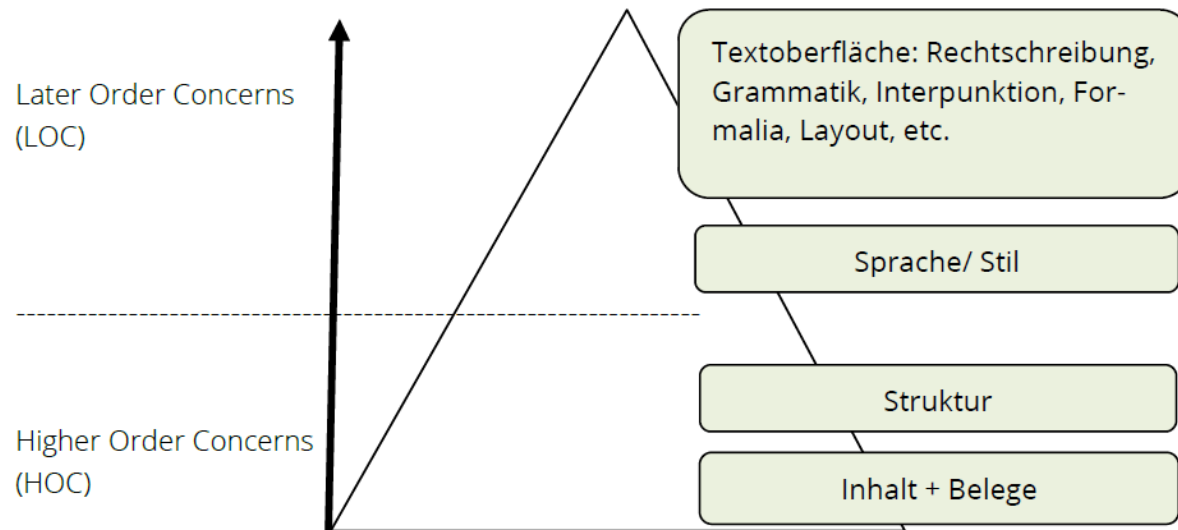 Later Order Concerns
(LOC)
Textoberfläche: Rechtschreibung,
Grammatik, Interpunktion, For-
malia, Layout, etc.
Sprache/ Stil
Higher Order Concerns
(HOC)
Struktur
Inhalt + Belege